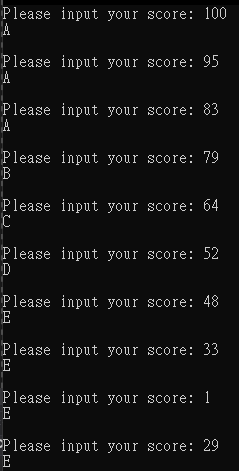 Please input your score: 100
A
Please input your score: 95
A
Please input your score: 83
A
Please input your score: 79
B
Please input your score: 64
C
Please input your score: 52
D
Please input your score: 48
E
Please input your score: 33
E
Please input your score: 1
E
Please input your score: 29
E